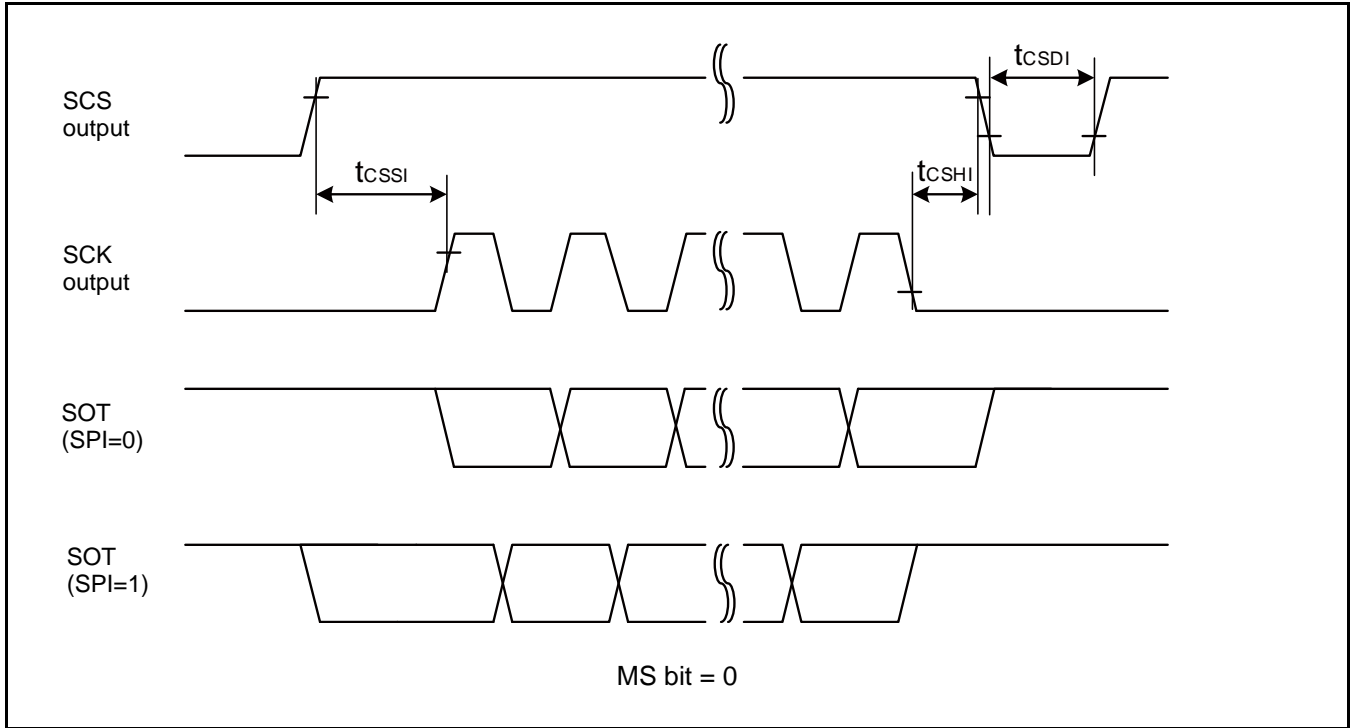 SCS
output
tCSDI
tCSSI
tCSHI
SCK
output
SOT
(SPI=0)
SOT
(SPI=1)
MS bit = 0